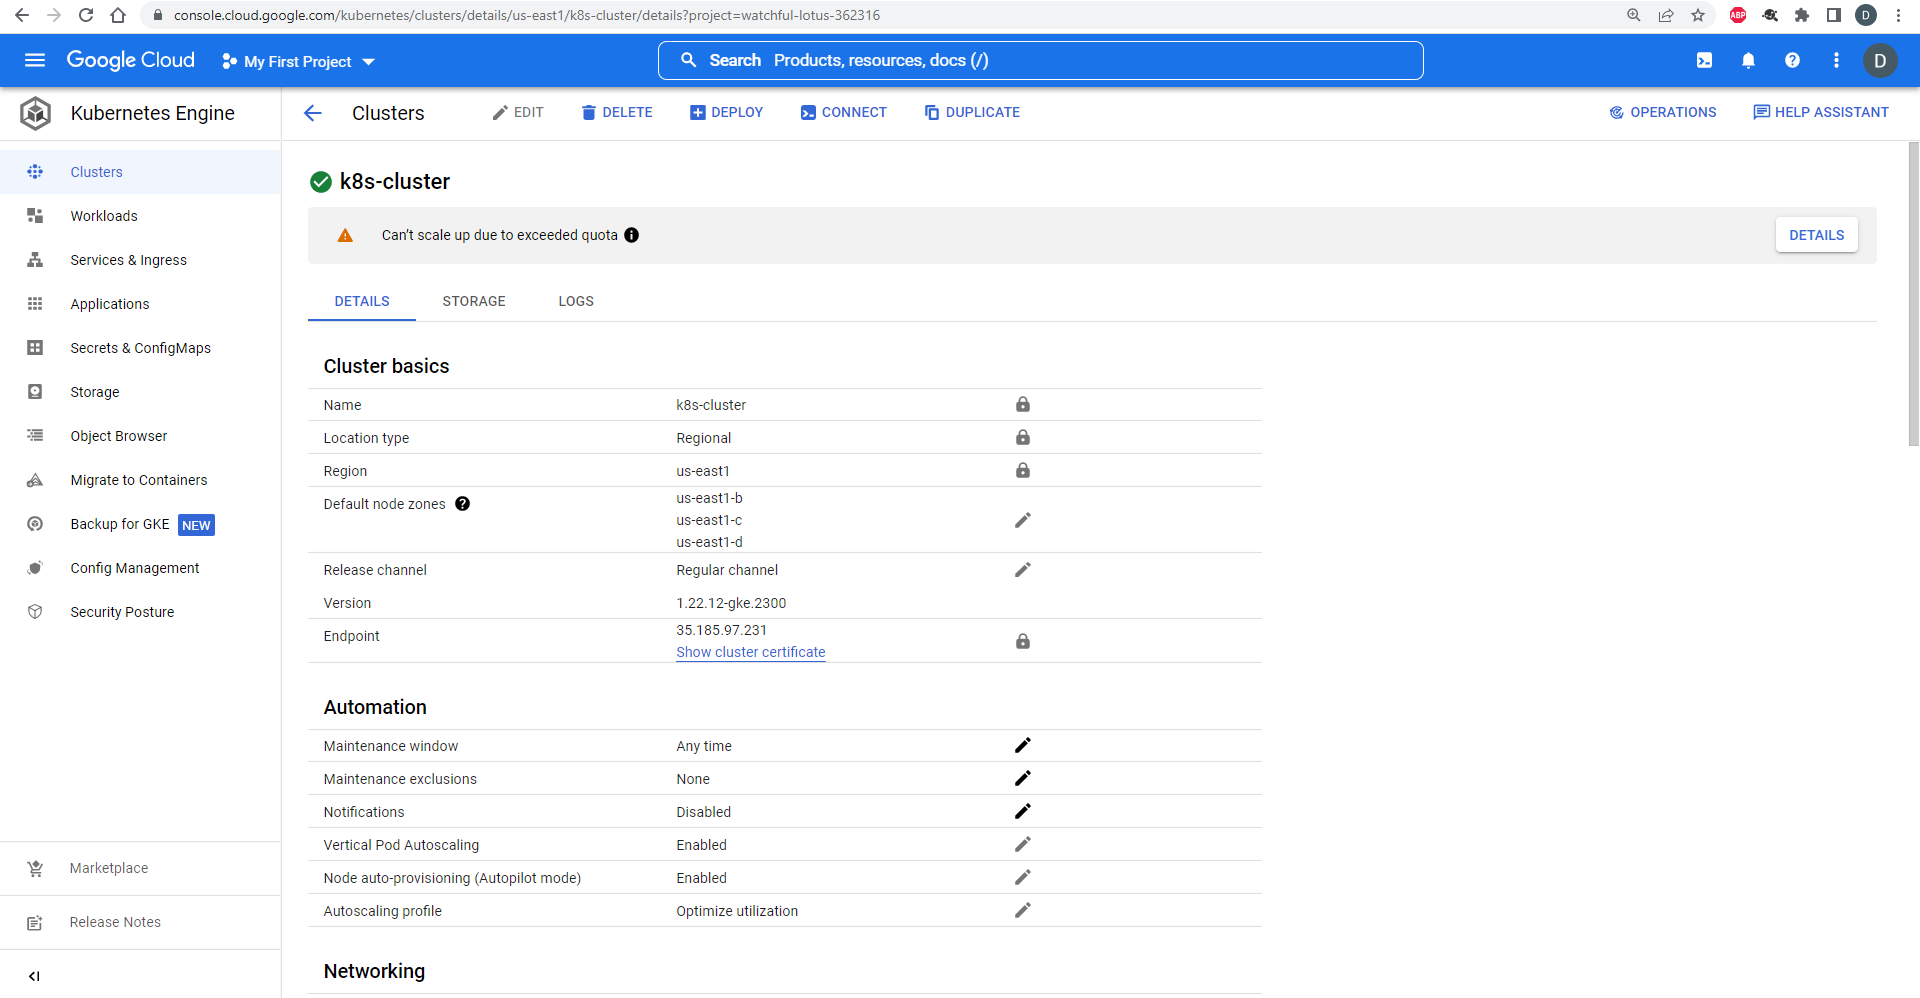 console.cloud.google.com/kubernetes/clusters/details/us-east1/k8s-cluster/details?project=watchful-lotus-362316
ABP
D
Google Cloud
My First Project
Search Products, resources, docs (/)
D
Kubernetes Engine
Clusters
EDIT
DELETE
DEPLOY
CONNECT
DUPLICATE
OPERATIONS
HELP ASSISTANT
Clusters
Workloads
Services & Ingress
Applications
Secrets & ConfigMaps
Storage
Object Browser
Migrate to Containers
Backup for GKE NEW
Config Management
Security Posture
Marketplace
Release Notes
k8s-cluster
Can't scale up due to exceeded quota
DETAILS
DETAILS
STORAGE
LOGS
Cluster basics
Name k8s-cluster
Location type Regional
Region us-east1
Default node zones us-east1-b
us-east1-c
us-east1-d
Release channel Regular channel
Version 1.22.12-gke.2300
Endpoint 35.185.97.231
Show cluster certificate
Automation
Maintenance window Any time
Maintenance exclusions None
Notifications Disabled
Vertical Pod Autoscaling Enabled
Node auto-provisioning (Autopilot mode) Enabled
Autoscaling profile Optimize utilization
Networking